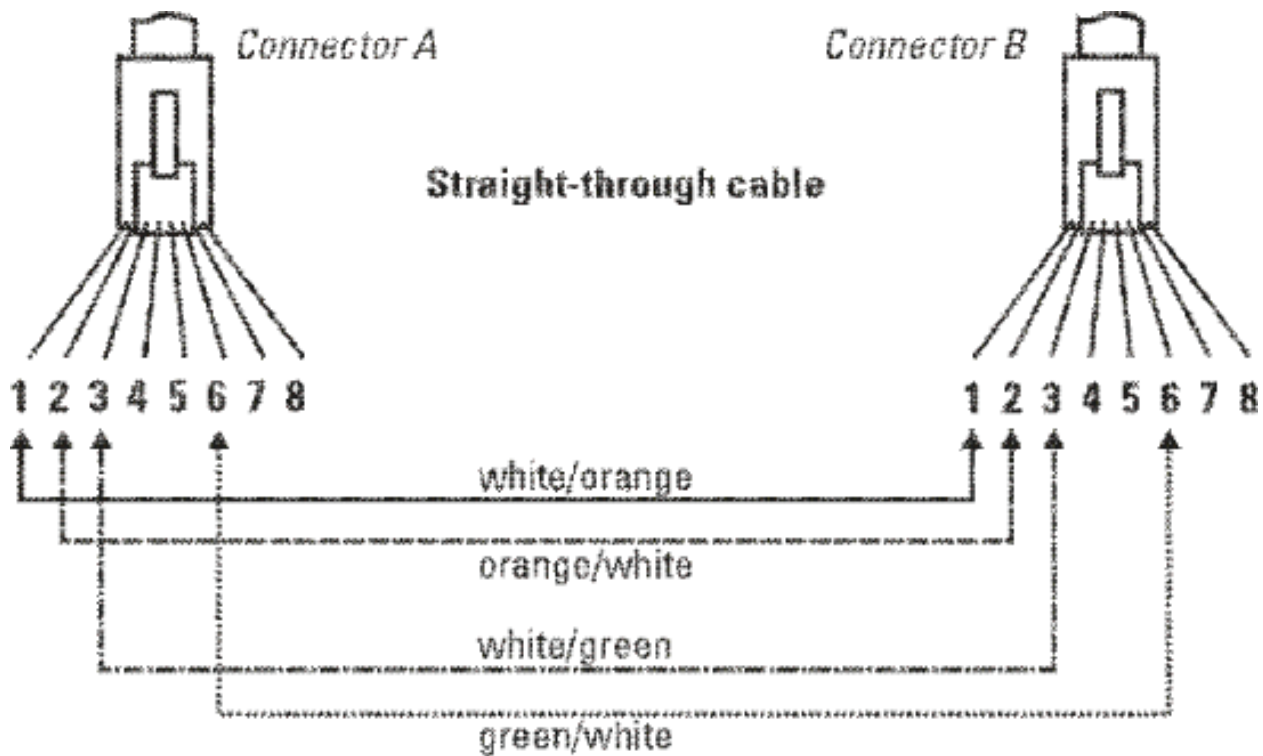 Connector A
Connector B
Straight-through cable
1 2 3 4 5 6 7 8
1 2 3 4 5 6 7 8
white/orange
orange/white
white/green
green/white